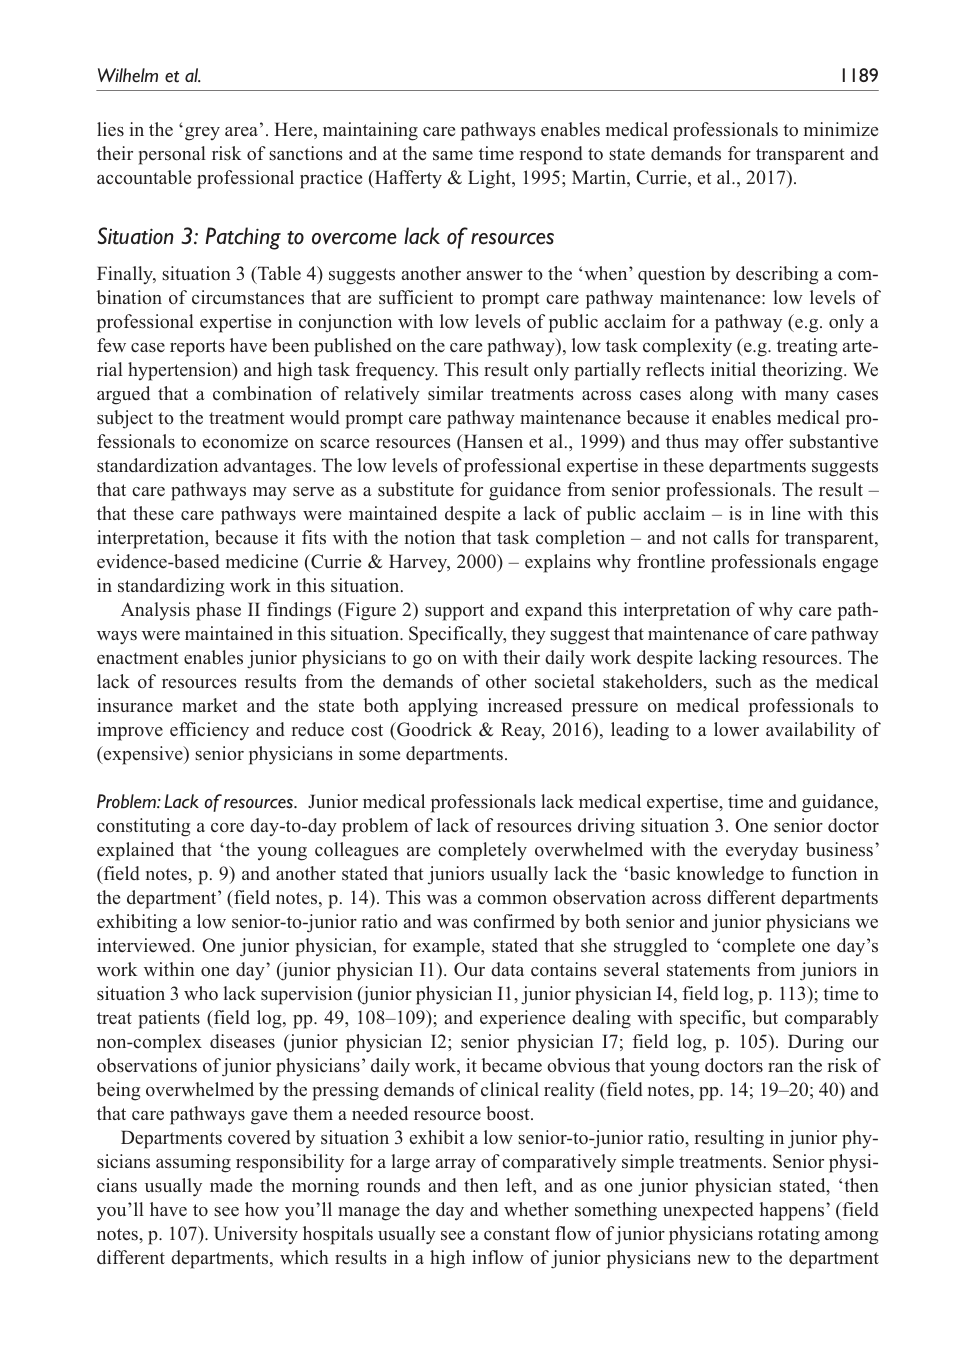 Wilhelm et al. 1189
lies in the ‘grey area’. Here, maintaining care pathways enables medical professionals to minimize
their personal risk of sanctions and at the same time respond to state demands for transparent and
accountable professional practice (Hafferty & Light, 1995; Martin, Currie, et al., 2017).
Situation 3: Patching to overcome lack of resources
Finally, situation 3 (Table 4) suggests another answer to the ‘when’ question by describing a com-
bination of circumstances that are sufficient to prompt care pathway maintenance: low levels of
professional expertise in conjunction with low levels of public acclaim for a pathway (e.g. only a
few case reports have been published on the care pathway), low task complexity (e.g. treating arte-
rial hypertension) and high task frequency. This result only partially reflects initial theorizing. We
argued that a combination of relatively similar treatments across cases along with many cases
subject to the treatment would prompt care pathway maintenance because it enables medical pro-
fessionals to economize on scarce resources (Hansen et al., 1999) and thus may offer substantive
standardization advantages. The low levels of professional expertise in these departments suggests
that care pathways may serve as a substitute for guidance from senior professionals. The result –
that these care pathways were maintained despite a lack of public acclaim – is in line with this
interpretation, because it fits with the notion that task completion – and not calls for transparent,
evidence-based medicine (Currie & Harvey, 2000) – explains why frontline professionals engage
in standardizing work in this situation.
Analysis phase II findings (Figure 2) support and expand this interpretation of why care path-
ways were maintained in this situation. Specifically, they suggest that maintenance of care pathway
enactment enables junior physicians to go on with their daily work despite lacking resources. The
lack of resources results from the demands of other societal stakeholders, such as the medical
insurance market and the state both applying increased pressure on medical professionals to
improve efficiency and reduce cost (Goodrick & Reay, 2016), leading to a lower availability of
(expensive) senior physicians in some departments.
Problem: Lack of resources. Junior medical professionals lack medical expertise, time and guidance,
constituting a core day-to-day problem of lack of resources driving situation 3. One senior doctor
explained that ‘the young colleagues are completely overwhelmed with the everyday business’
(field notes, p. 9) and another stated that juniors usually lack the ‘basic knowledge to function in
the department’ (field notes, p. 14). This was a common observation across different departments
exhibiting a low senior-to-junior ratio and was confirmed by both senior and junior physicians we
interviewed. One junior physician, for example, stated that she struggled to ‘complete one day’s
work within one day’ (junior physician I1). Our data contains several statements from juniors in
situation 3 who lack supervision (junior physician I1, junior physician I4, field log, p. 113); time to
treat patients (field log, pp. 49, 108–109); and experience dealing with specific, but comparably
non-complex diseases (junior physician I2; senior physician I7; field log, p. 105). During our
observations of junior physicians’ daily work, it became obvious that young doctors ran the risk of
being overwhelmed by the pressing demands of clinical reality (field notes, pp. 14; 19–20; 40) and
that care pathways gave them a needed resource boost.
Departments covered by situation 3 exhibit a low senior-to-junior ratio, resulting in junior phy-
sicians assuming responsibility for a large array of comparatively simple treatments. Senior physi-
cians usually made the morning rounds and then left, and as one junior physician stated, ‘then
you’ll have to see how you’ll manage the day and whether something unexpected happens’ (field
notes, p. 107). University hospitals usually see a constant flow of junior physicians rotating among
different departments, which results in a high inflow of junior physicians new to the department